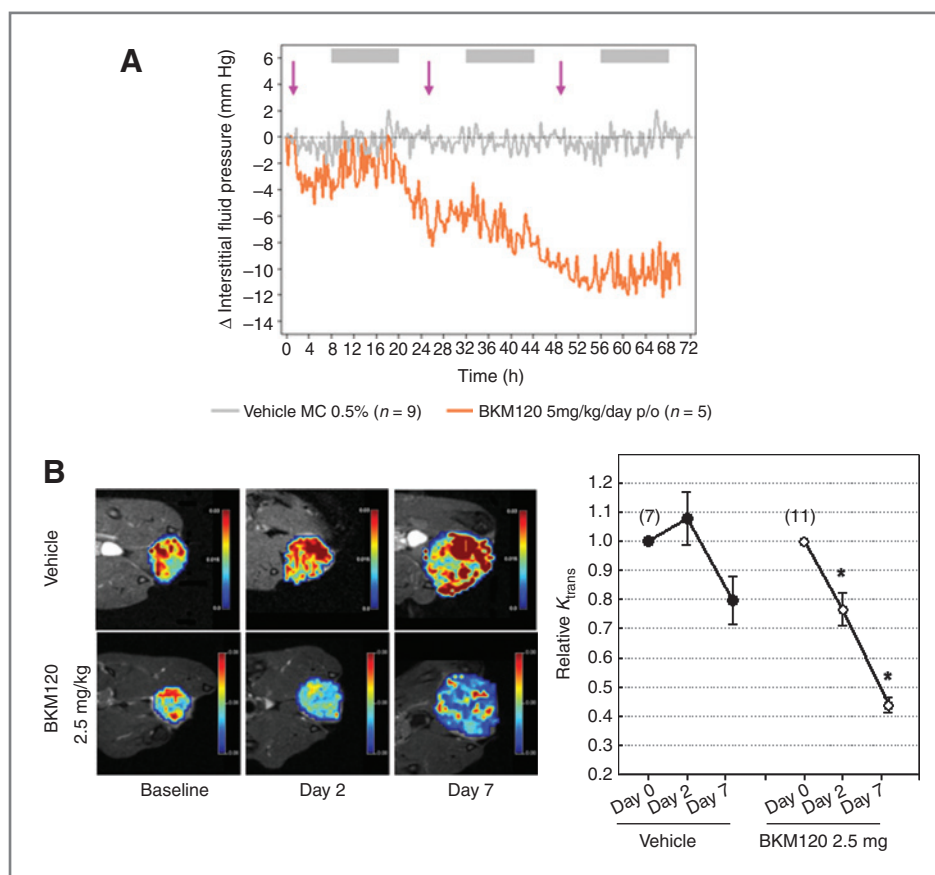 A
Δ Interstitial fluid pressure (mm Hg)
6
4
2
0
−2
−4
−6
−8
−10
−12
−14
0 4 8 12 16 20 24 28 32 36 40 44 48 52 56 60 64 68 72
Time (h)
Vehicle MC 0.5% (n = 9) BKM120 5mg/kg/day p/o (n = 5)
B
Vehicle
BKM120
2.5 mg/kg
Baseline Day 2 Day 7
Relative Ktrans
1.2
1.1
1.0
0.9
0.8
0.7
0.6
0.5
0.4
0.3
0.2
(7) (11)
* 
*
Day 0 Day 2 Day 7 Day 0 Day 2 Day 7
Vehicle BKM120 2.5 mg